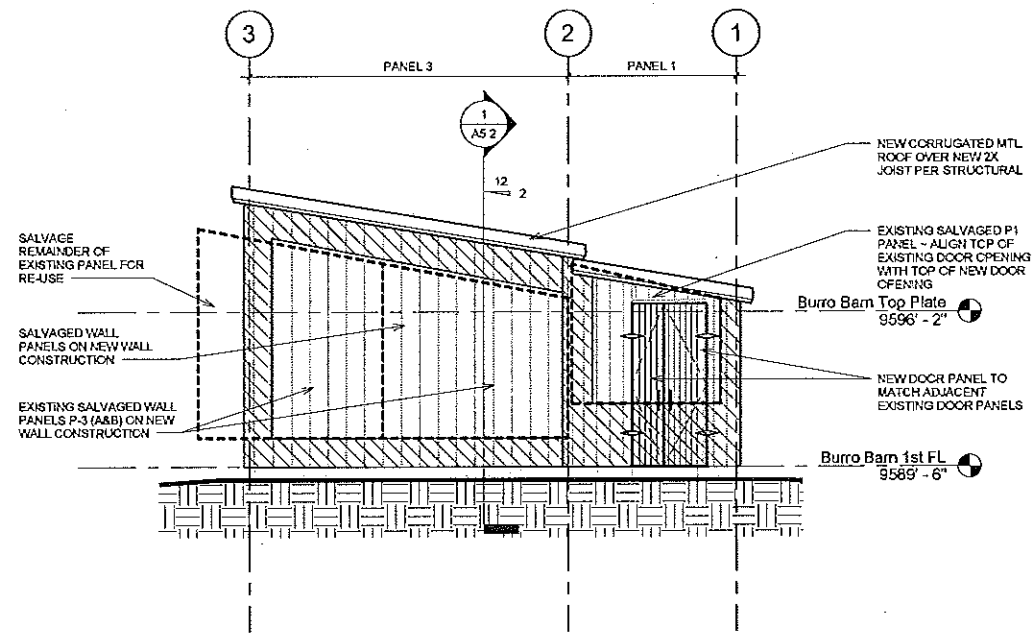 3
2
1
PANEL 3
PANEL 1
1
A5.2
12
2
NEW CORRUGATED MTL
ROOF OVER NEW 2X
JOIST PER STRUCTURAL
SALVAGE
REMAINDER OF
EXISTING PANEL FOR
RE-USE
EXISTING SALVAGED P1
PANEL - ALIGN TOP OF
EXISTING DOOR OPENING
WITH TOP OF NEW DOOR
OPENING
Burro Barn Top Plate
9596' - 2"
SALVAGED WALL
PANELS ON NEW WALL
CONSTRUCTION
NEW DOOR PANEL TO
MATCH ADJACENT
EXISTING DOOR PANELS
EXISTING SALVAGED WALL
PANELS P-3 (A&B) ON NEW
WALL CONSTRUCTION
Burro Barn 1st FL
9589' - 6"